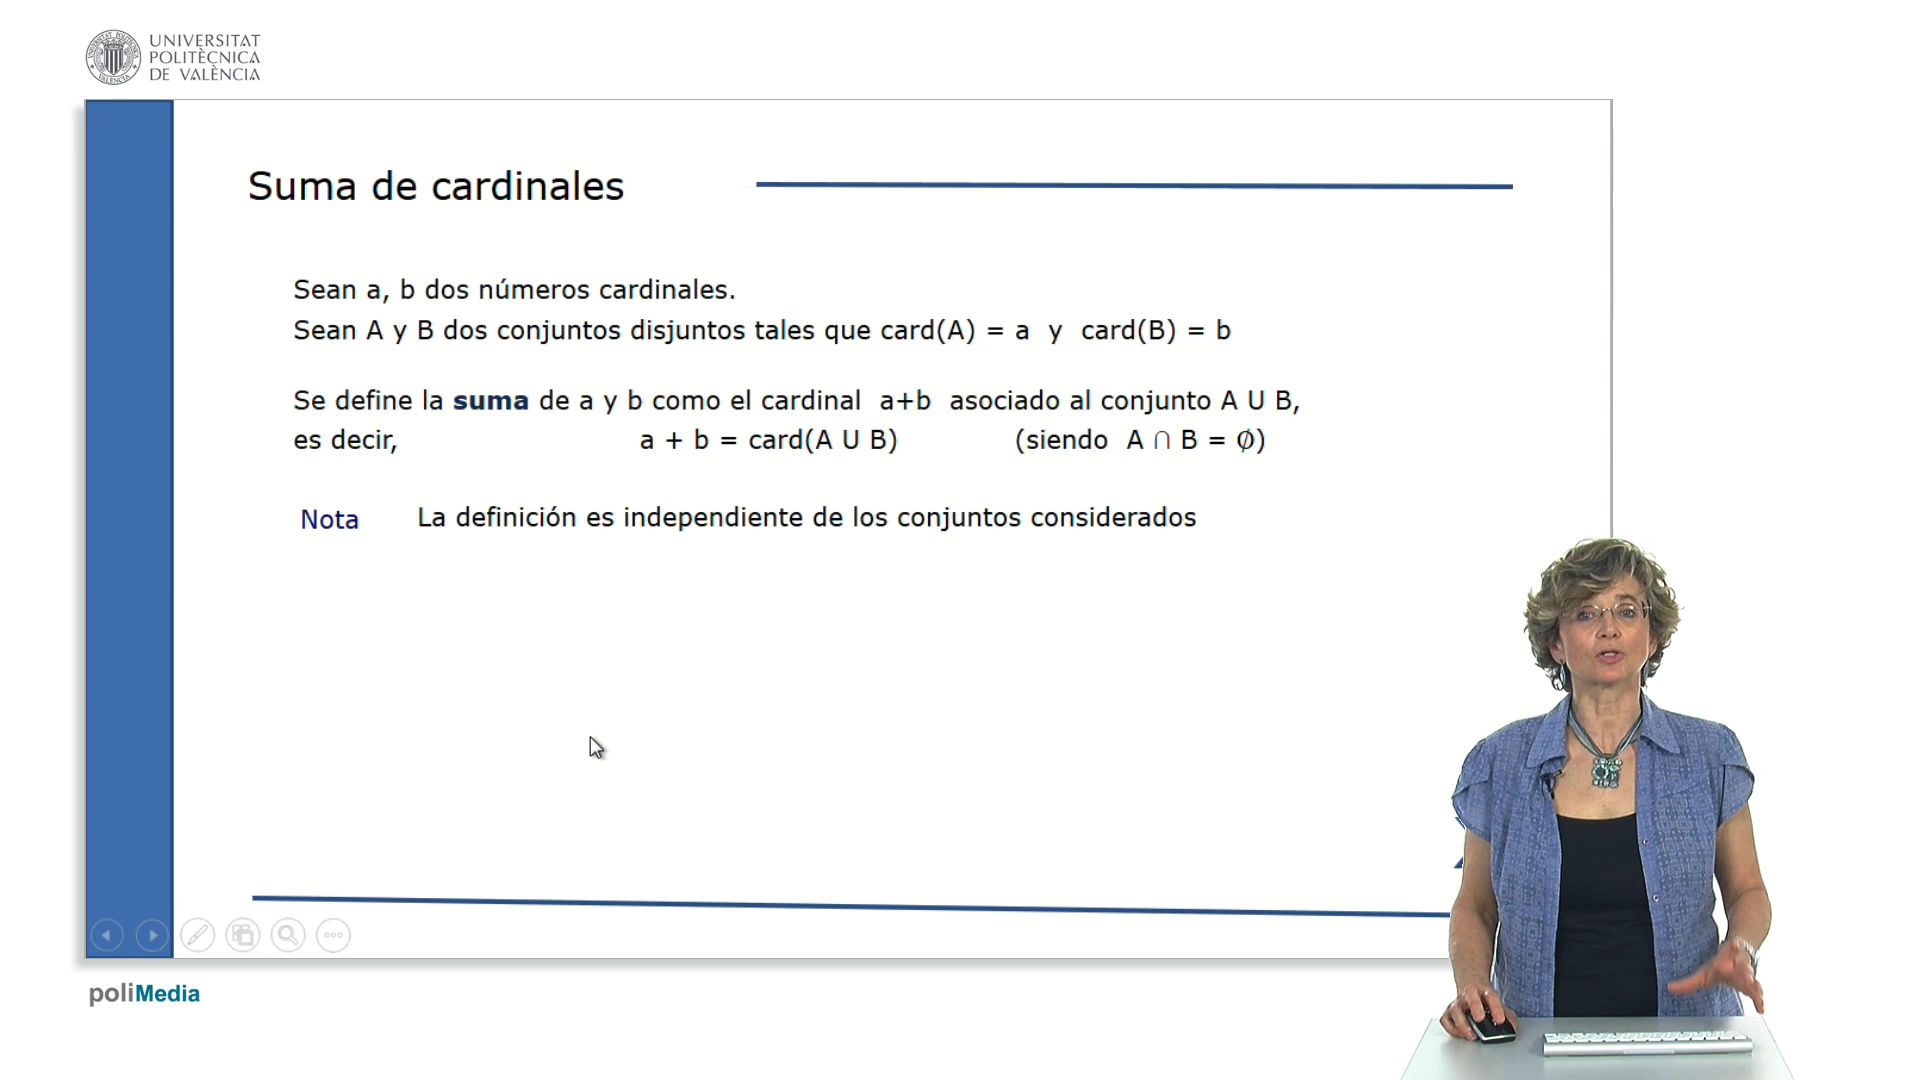 UNIVERSITAT
POLITÈCNICA
DE VALÈNCIA
Suma de cardinales
Sean a, b dos números cardinales.
Sean A y B dos conjuntos disjuntos tales que card(A) = a y card(B) = b
Se define la suma de a y b como el cardinal a+b asociado al conjunto A U B,
es decir, a + b = card(A U B) (siendo A ∩ B = ∅)
Nota La definición es independiente de los conjuntos considerados
poliMedia